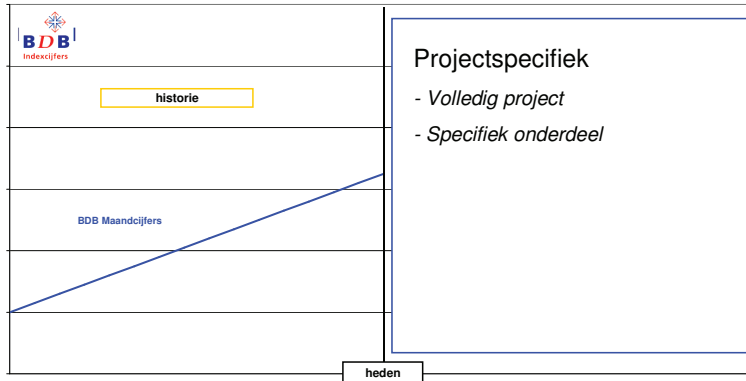 BDB
Indexcijfers
historie
BDB Maandcijfers
heden
Projectspecifiek
- Volledig project
- Specifiek onderdeel